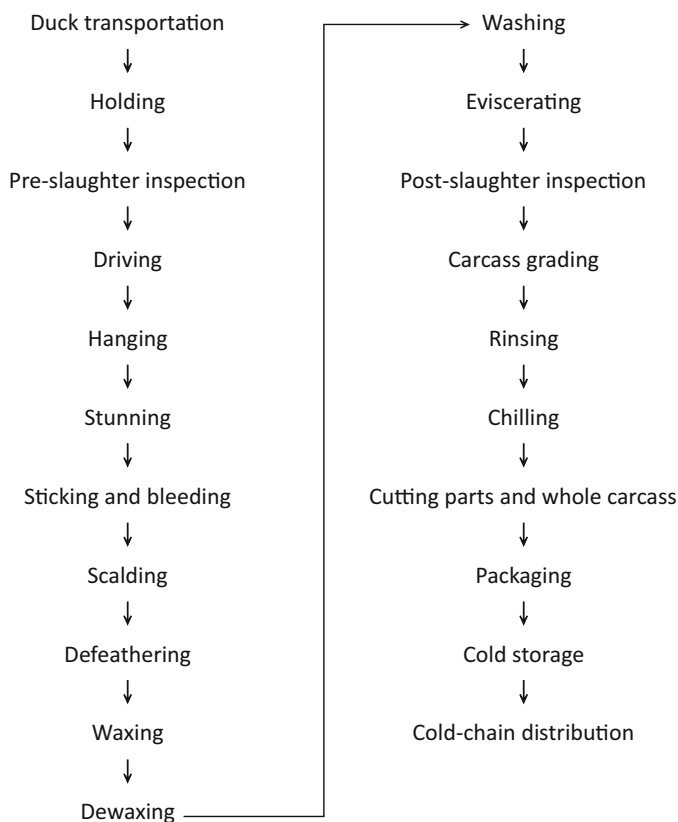 Duck transportation
Holding
Pre-slaughter inspection
Driving
Hanging
Stunning
Sticking and bleeding
Scalding
Defeathering
Waxing
Dewaxing
Washing
Eviscerating
Post-slaughter inspection
Carcass grading
Rinsing
Chilling
Cutting parts and whole carcass
Packaging
Cold storage
Cold-chain distribution